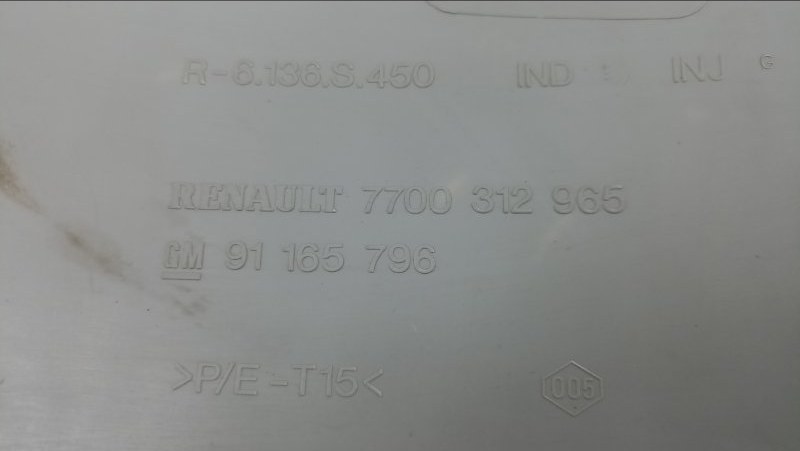 R-6.136.S.450 IND INJ G
RENAULT 7700 312 965
GM 91 165 796
>P/E-T15< 005